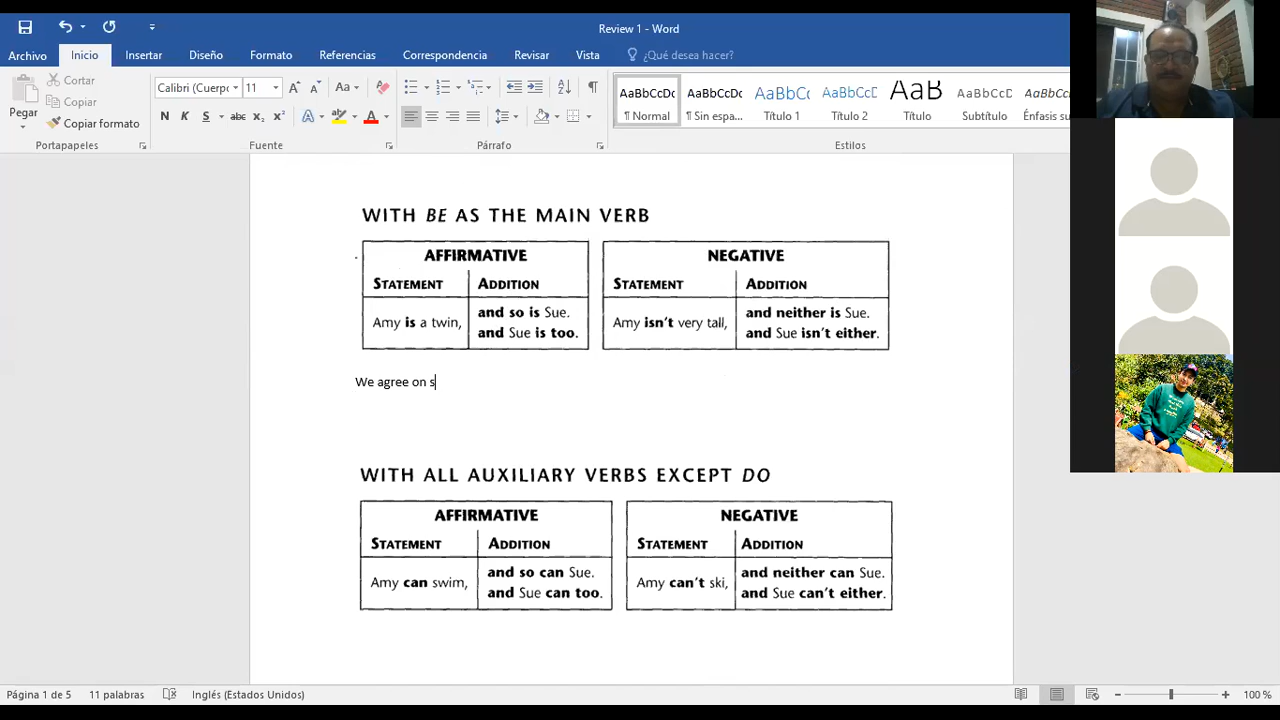 Review 1 - Word
Archivo Inicio Insertar Diseño Formato Referencias Correspondencia Revisar Vista ¿Qué desea hacer?
Pegar
Cortar
Copiar
Copiar formato
Portapapeles
Calibri (Cuerpo 11
Aa
N K S abc x₂ x²
Fuente
Párrafo
AaBbCcDc AaBbCcDc AaBbCc AaBbCcD AaB AaBbCcD AaBbCcDc
¶ Normal ¶ Sin espa... Título 1 Título 2 Título Subtítulo Énfasis su
Estilos
WITH BE AS THE MAIN VERB
AFFIRMATIVE
STATEMENT ADDITION
Amy is a twin,
and so is Sue.
and Sue is too.
NEGATIVE
STATEMENT ADDITION
Amy isn't very tall,
and neither is Sue.
and Sue isn't either.
We agree on s
WITH ALL AUXILIARY VERBS EXCEPT DO
AFFIRMATIVE
STATEMENT ADDITION
Amy can swim,
and so can Sue.
and Sue can too.
NEGATIVE
STATEMENT ADDITION
Amy can't ski,
and neither can Sue.
and Sue can't either.
Página 1 de 5 11 palabras Inglés (Estados Unidos) 100 %